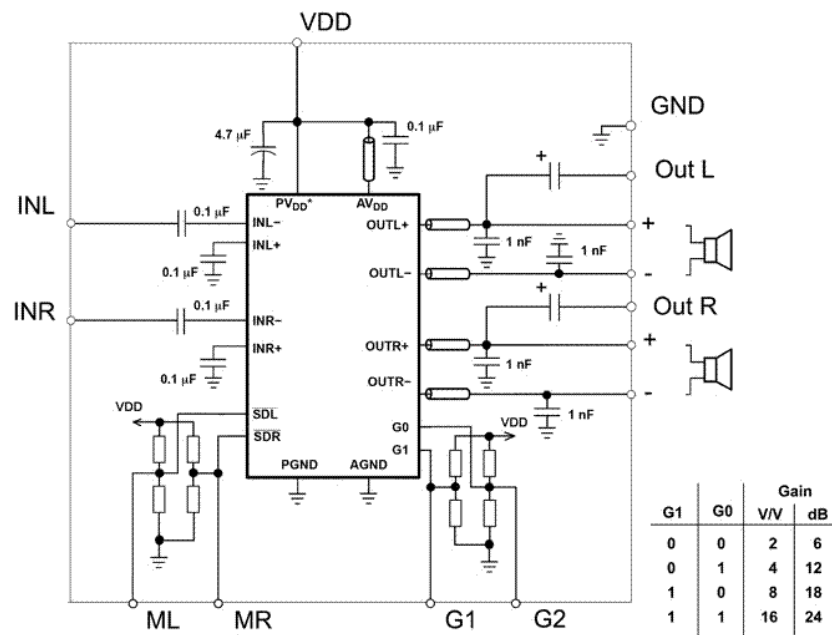 VDD
GND
4.7 µF
0.1 µF
Out L
INL
0.1 µF
PVDD*
AVDD
INL−
OUTL+
+
INL+
1 nF
1 nF
0.1 µF
OUTL−
-
INR
0.1 µF
INR−
Out R
OUTR+
+
INR+
1 nF
0.1 µF
OUTR−
-
VDD
SDL
1 nF
SDR
G0
VDD
G1
PGND
AGND
Gain
G1 G0 V/V dB
0 0 2 6
0 1 4 12
1 0 8 18
1 1 16 24
ML
MR
G1
G2
+
+